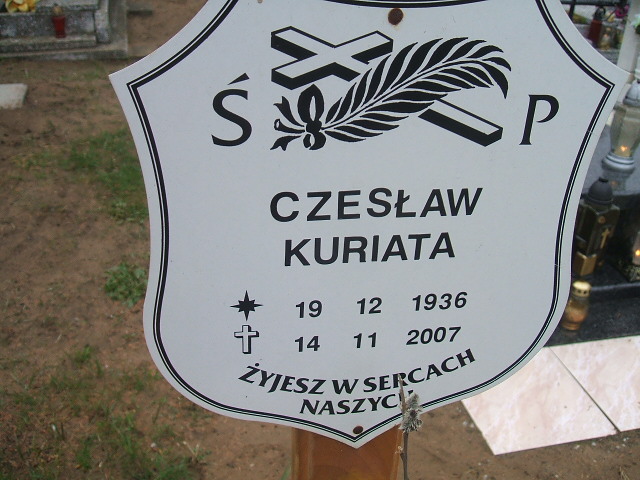 Ś P
CZESŁAW
KURIATA
19 12 1936
14 11 2007
ŻYJESZ W SERCACH
NASZYCH